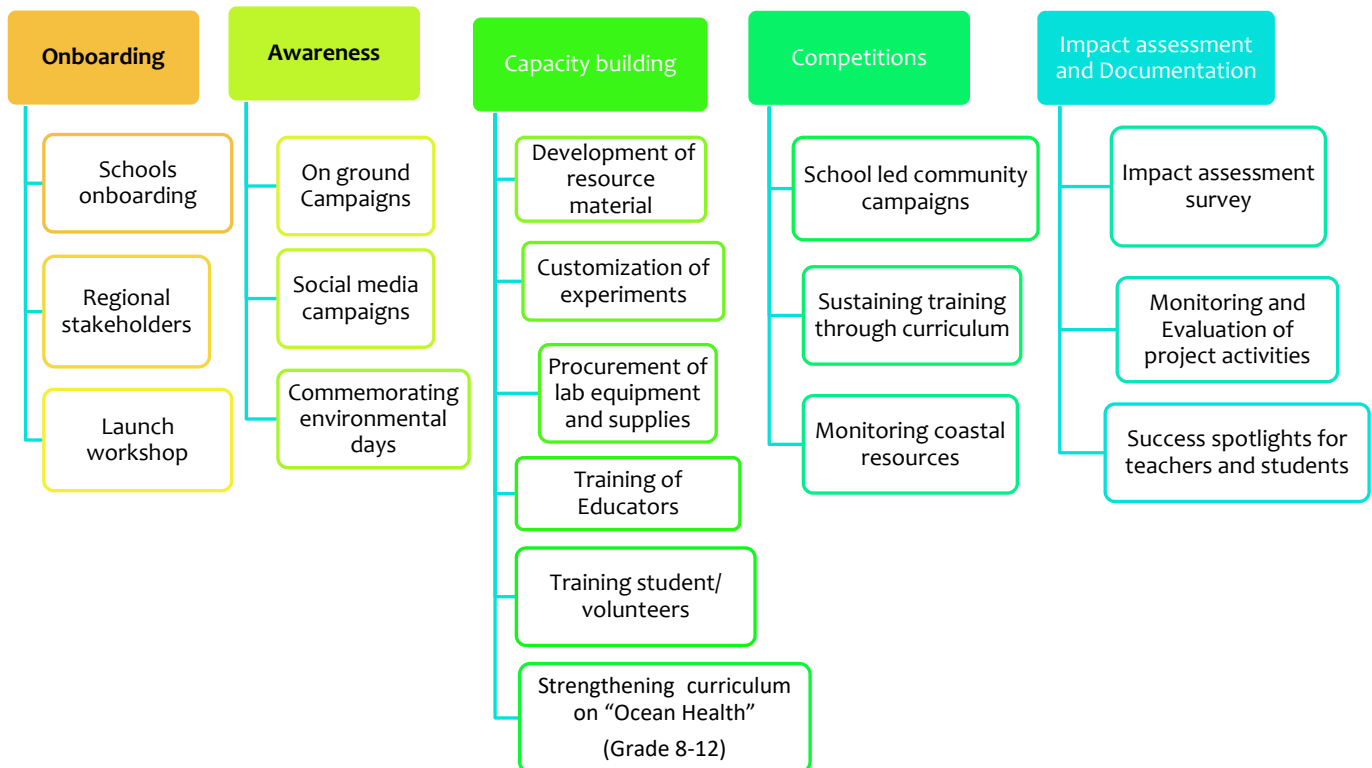 Onboarding
Schools
onboarding
Regional
stakeholders
Launch
workshop
Awareness
On ground
Campaigns
Social media
campaigns
Commemorating
environmental
days
Capacity building
Development of
resource
material
Customization of
experiments
Procurement of
lab equipment
and supplies
Training of
Educators
Training student/
volunteers
Strengthening curriculum
on “Ocean Health”
(Grade 8-12)
Competitions
School led community
campaigns
Sustaining training
through curriculum
Monitoring coastal
resources
Impact assessment
and Documentation
Impact assessment
survey
Monitoring and
Evaluation of
project activities
Success spotlights for
teachers and students